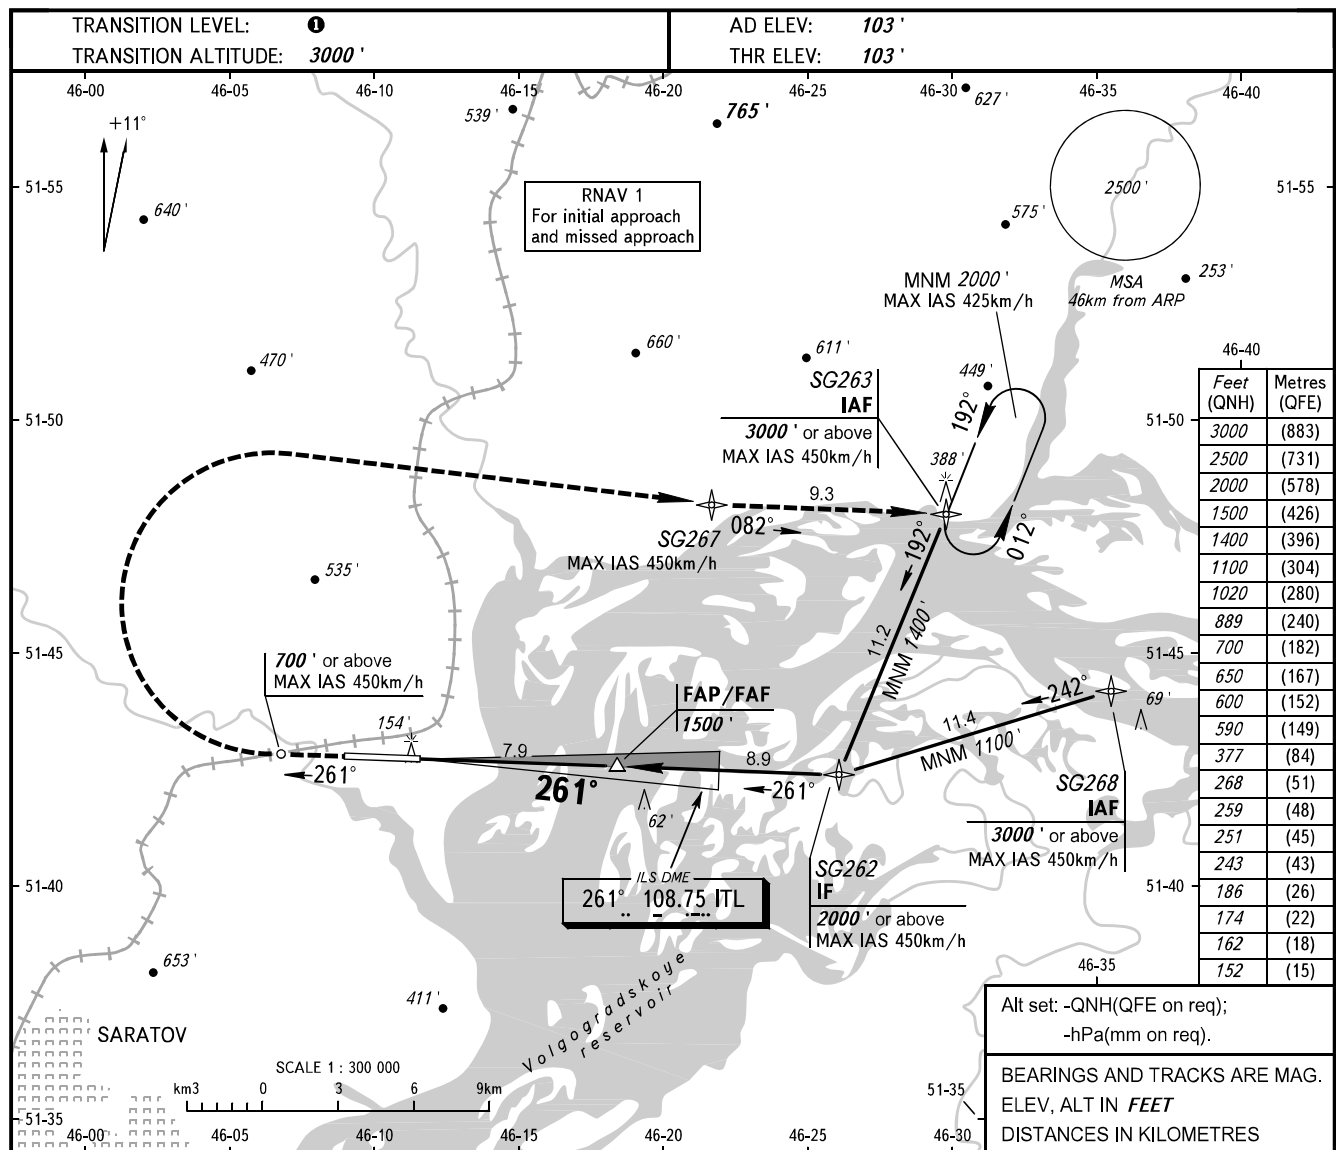 TRANSITION LEVEL: ❶
TRANSITION ALTITUDE: 3000 '
AD ELEV: 103 '
THR ELEV: 103 '
46-00 46-05 46-10 46-15 46-20 46-25 46-30 46-35 46-40
539 '
765 '
627 '
+11°
51-55
51-55
2500 '
640 '
RNAV 1
For initial approach
and missed approach
575 '
253 '
MSA
46km from ARP
MNM 2000 '
MAX IAS 425km/h
470 '
660 '
611 '
449 '
46-40
SG263
IAF
3000 ' or above
MAX IAS 450km/h
192°
012°
388 '
51-50
51-50
9.3
082°
SG267
MAX IAS 450km/h
192°
11.2
MNM 1400'
535 '
51-45
51-45
700 ' or above
MAX IAS 450km/h
154 '
261°
FAP/FAF
1500 '
7.9
261°
8.9
261°
62 '
242°
11.4
MNM 1100'
69 '
SG268
IAF
3000 ' or above
MAX IAS 450km/h
SG262
IF
2000 ' or above
MAX IAS 450km/h
ILS DME
261° 108.75 ITL
51-40
51-40
653 '
411 '
Volgogradskoye
reservoir
SARATOV
SCALE 1 : 300 000
km3 0 3 6 9km
46-35
51-35
51-35
46-00 46-05 46-10 46-15 46-20 46-25 46-30
Feet (QNH) Metres (QFE)
3000 (883)
2500 (731)
2000 (578)
1500 (426)
1400 (396)
1100 (304)
1020 (280)
889 (240)
700 (182)
650 (167)
600 (152)
590 (149)
377 (84)
268 (51)
259 (48)
251 (45)
243 (43)
186 (26)
174 (22)
162 (18)
152 (15)
Alt set: -QNH(QFE on req);
-hPa(mm on req).
BEARINGS AND TRACKS ARE MAG.
ELEV, ALT IN FEET
DISTANCES IN KILOMETRES